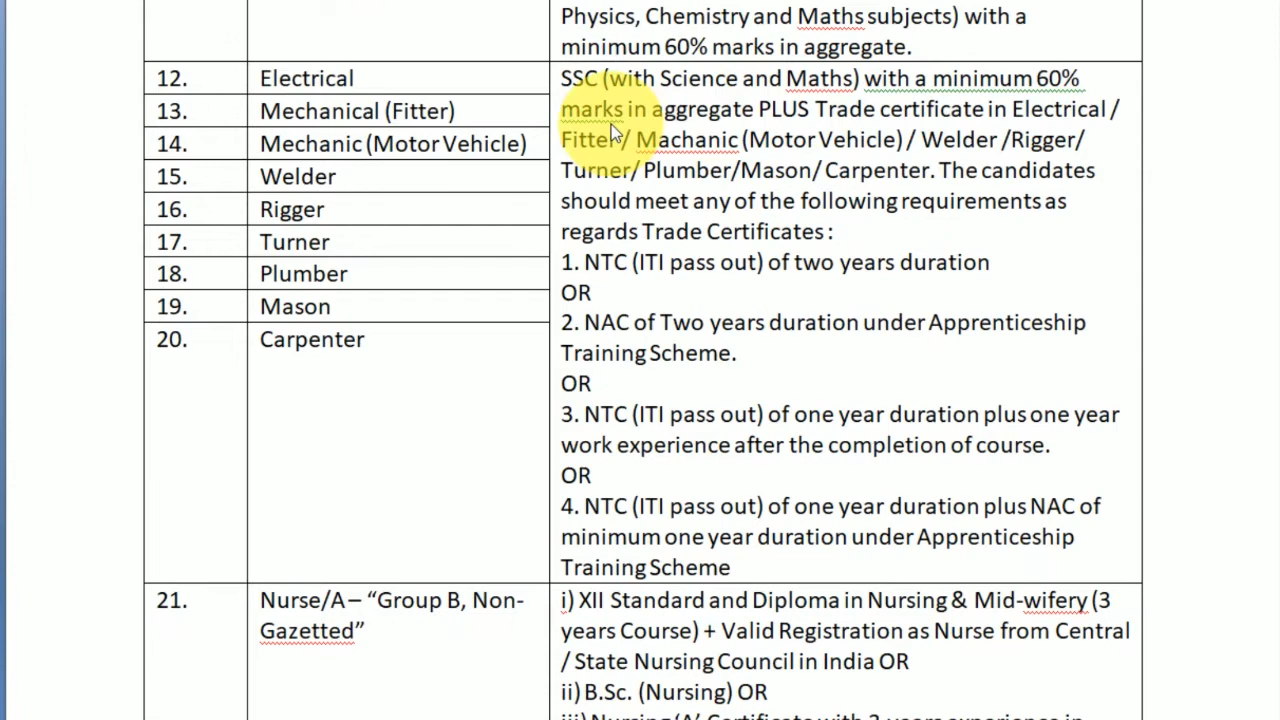 Physics, Chemistry and Maths subjects) with a
minimum 60% marks in aggregate.
12. Electrical
13. Mechanical (Fitter)
14. Mechanic (Motor Vehicle)
15. Welder
16. Rigger
17. Turner
18. Plumber
19. Mason
20. Carpenter
SSC (with Science and Maths) with a minimum 60%
marks in aggregate PLUS Trade certificate in Electrical /
Fitter/ Machanic (Motor Vehicle) / Welder /Rigger/
Turner/ Plumber/Mason/ Carpenter. The candidates
should meet any of the following requirements as
regards Trade Certificates :
1. NTC (ITI pass out) of two years duration
OR
2. NAC of Two years duration under Apprenticeship
Training Scheme.
OR
3. NTC (ITI pass out) of one year duration plus one year
work experience after the completion of course.
OR
4. NTC (ITI pass out) of one year duration plus NAC of
minimum one year duration under Apprenticeship
Training Scheme
21. Nurse/A – “Group B, Non-
Gazetted”
i) XII Standard and Diploma in Nursing & Mid-wifery (3
years Course) + Valid Registration as Nurse from Central
/ State Nursing Council in India OR
ii) B.Sc. (Nursing) OR